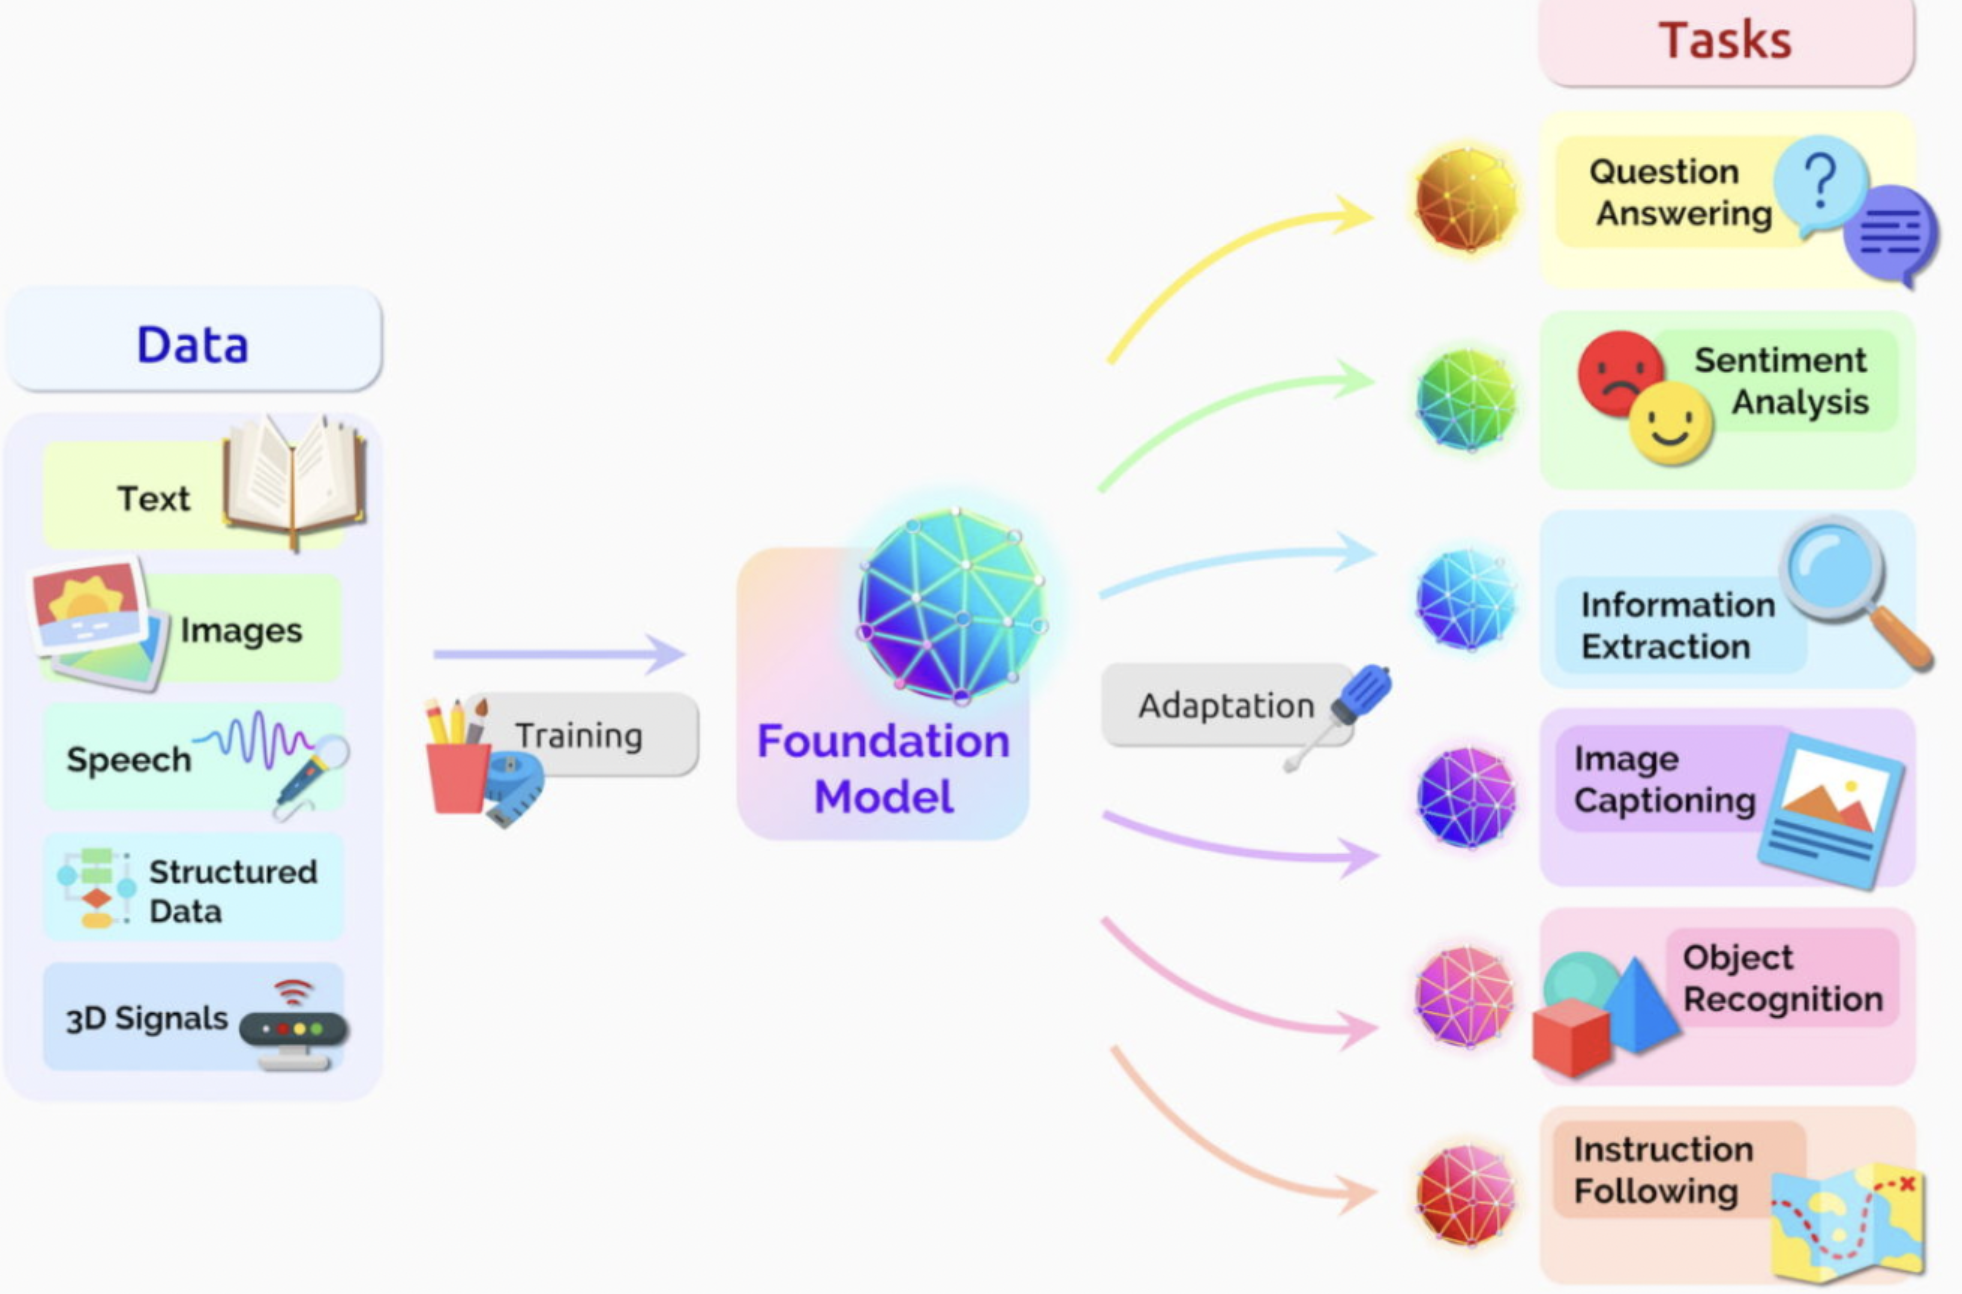 Data
Text
Images
Speech
Structured
Data
3D Signals
Training
Foundation
Model
Adaptation
Tasks
Question
Answering
Sentiment
Analysis
Information
Extraction
Image
Captioning
Object
Recognition
Instruction
Following